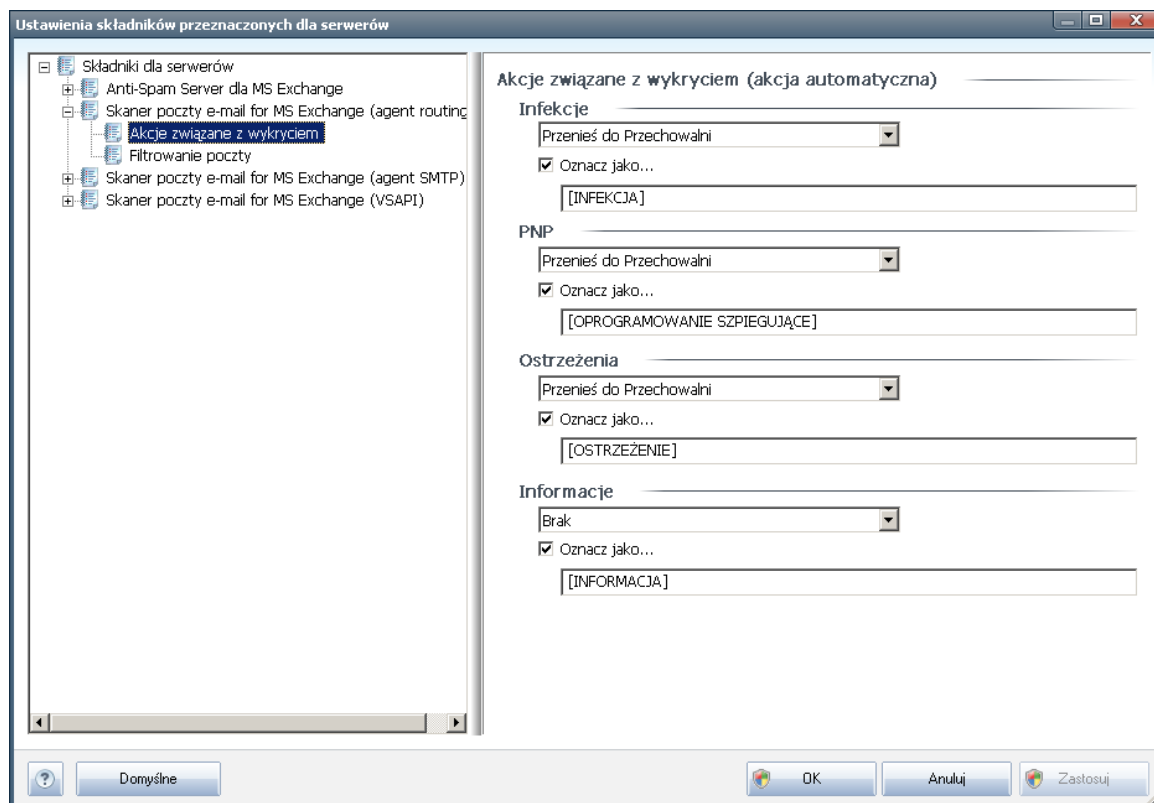 Ustawienia składników przeznaczonych dla serwerów
Składniki dla serwerów
Anti-Spam Server dla MS Exchange
Skaner poczty e-mail for MS Exchange (agent routing
Akcje związane z wykryciem
Filtrowanie poczty
Skaner poczty e-mail for MS Exchange (agent SMTP)
Skaner poczty e-mail for MS Exchange (VSAPI)
Akcje związane z wykryciem (akcja automatyczna)
Infekcje
Przenieś do Przechowalni
Oznacz jako...
[INFEKCJA]
PNP
Przenieś do Przechowalni
Oznacz jako...
[OPROGRAMOWANIE SZPIEGUJĄCE]
Ostrzeżenia
Przenieś do Przechowalni
Oznacz jako...
[OSTRZEŻENIE]
Informacje
Brak
Oznacz jako...
[INFORMACJA]
? Domyślne OK Anuluj Zastosuj